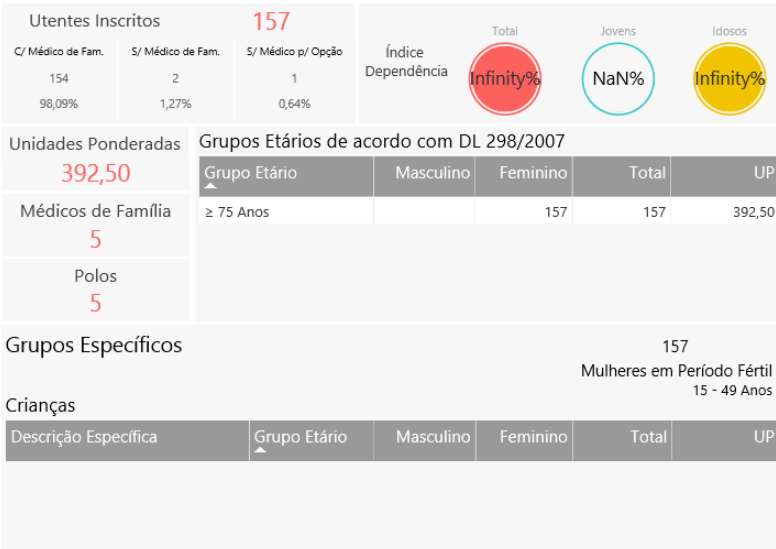 Utentes Inscritos 157
C/ Médico de Fam. S/ Médico de Fam. S/ Médico p/ Opção
154 2 1
98,09% 1,27% 0,64%
Índice
Dependência
Total Jovens Idosos
Infinity% NaN% Infinity%
Unidades Ponderadas
392,50
Médicos de Família
5
Polos
5
Grupos Etários de acordo com DL 298/2007
Grupo Etário Masculino Feminino Total UP
≥ 75 Anos 157 157 392,50
Grupos Específicos
157
Mulheres em Período Fértil
15 - 49 Anos
Crianças
Descrição Específica Grupo Etário Masculino Feminino Total UP